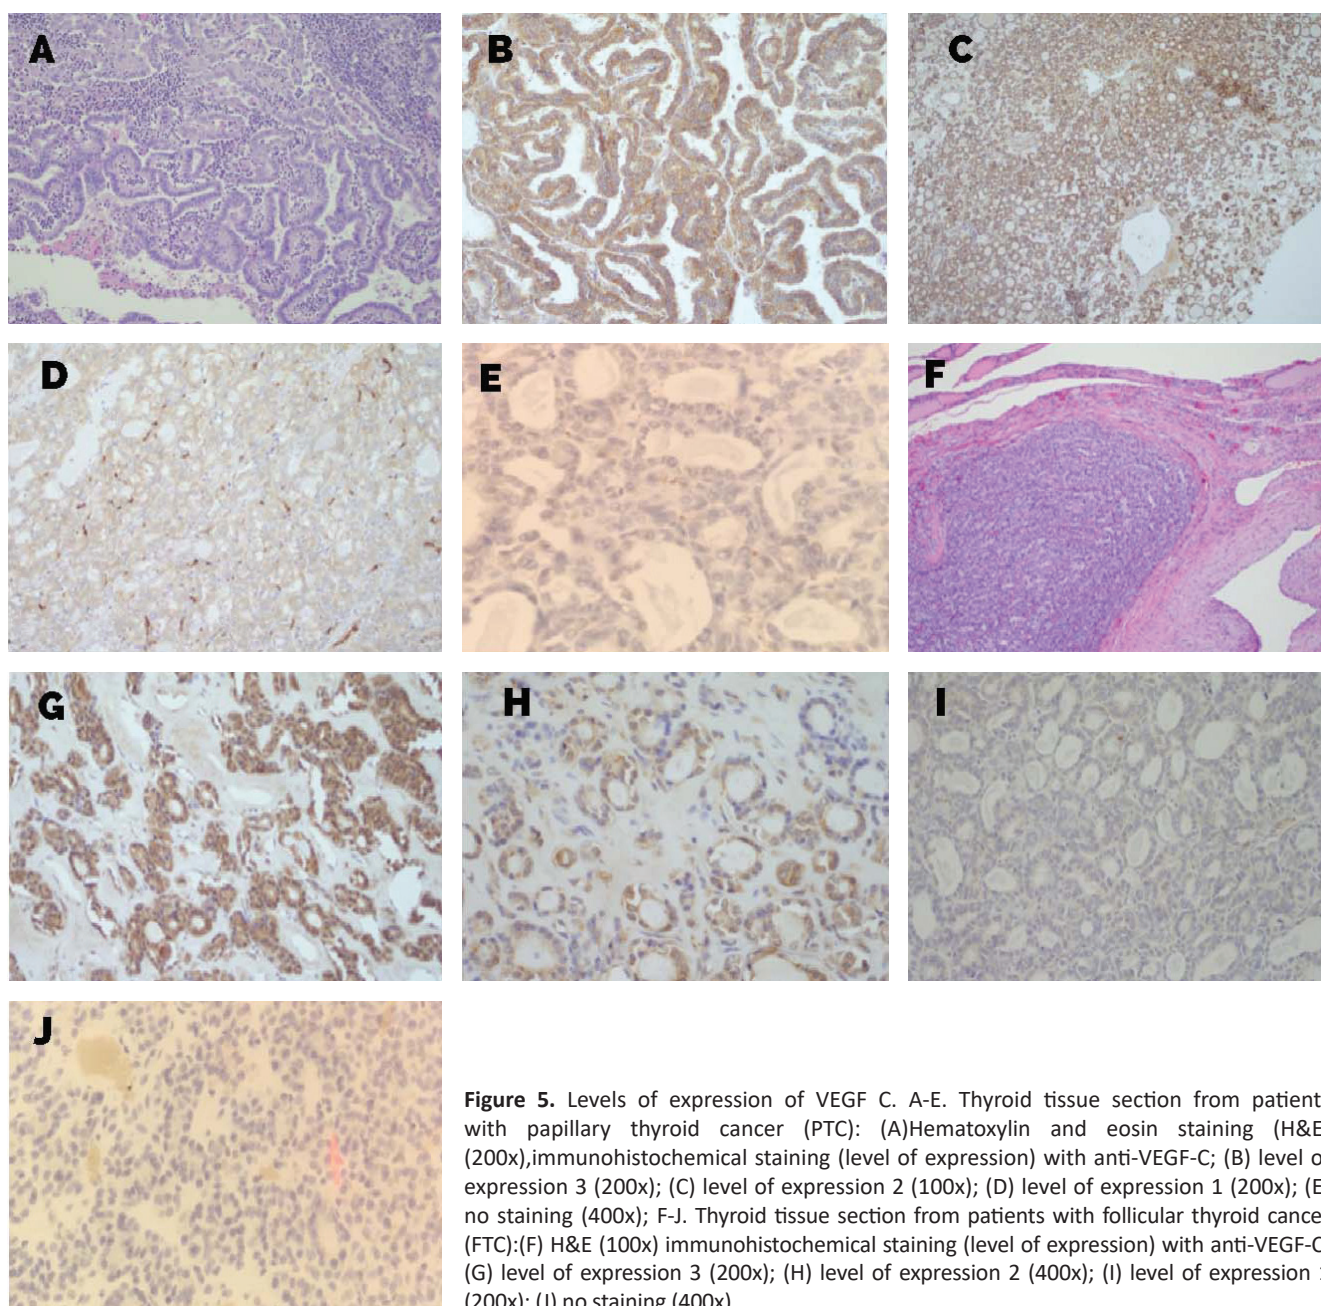 A
B
C
D
E
F
G
H
I
J
Figure 5. Levels of expression of VEGF C. A-E. Thyroid tissue section from patient
with papillary thyroid cancer (PTC): (A)Hematoxylin and eosin staining (H&E
(200x),immunohistochemical staining (level of expression) with anti-VEGF-C; (B) level o
expression 3 (200x); (C) level of expression 2 (100x); (D) level of expression 1 (200x); (E
no staining (400x); F-J. Thyroid tissue section from patients with follicular thyroid cance
(FTC):(F) H&E (100x) immunohistochemical staining (level of expression) with anti-VEGF-C
(G) level of expression 3 (200x); (H) level of expression 2 (400x); (I) level of expression
(200x); (J) no staining (400x)